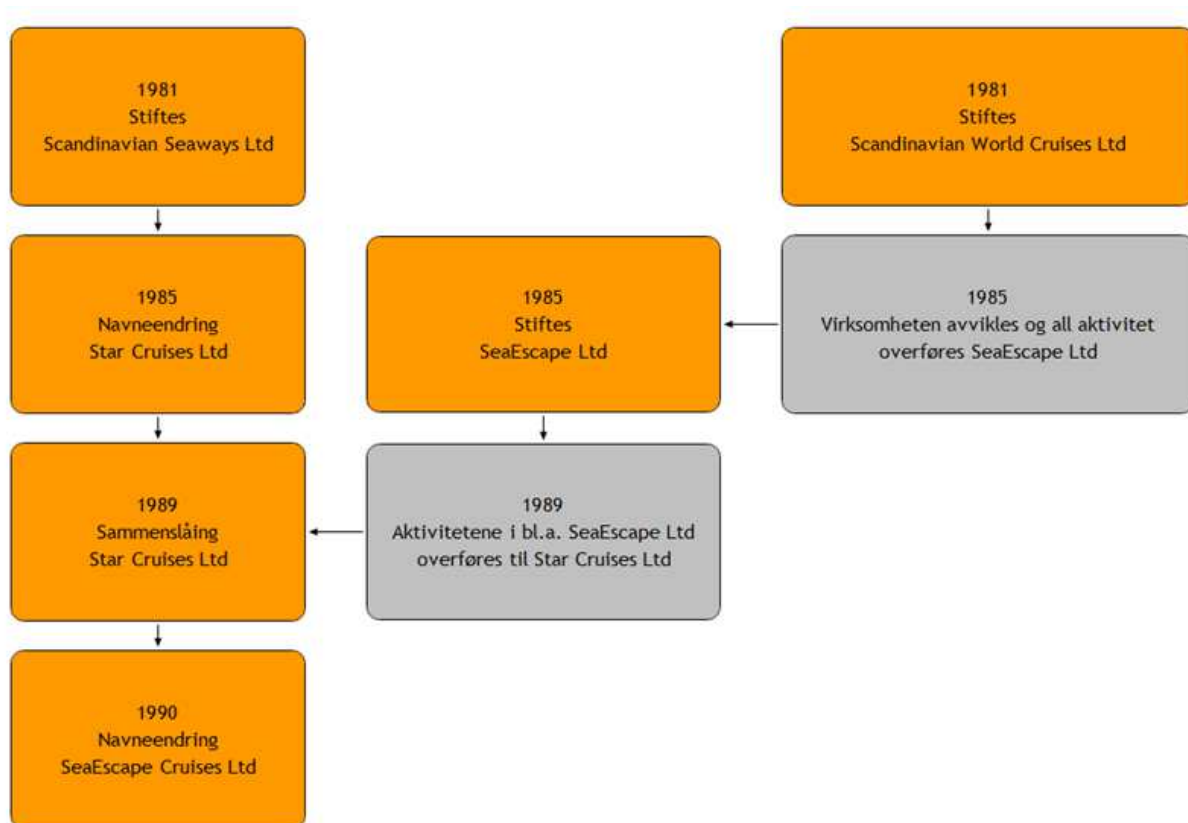 1981
Stiftes
Scandinavian Seaways Ltd
1981
Stiftes
Scandinavian World Cruises Ltd
1985
Navneendring
Star Cruises Ltd
1985
Stiftes
SeaEscape Ltd
1985
Virksomheten avvikles og all aktivitet
overføres SeaEscape Ltd
1989
Sammenslåing
Star Cruises Ltd
1989
Aktivitetene i bl.a. SeaEscape Ltd
overføres til Star Cruises Ltd
1990
Navneendring
SeaEscape Cruises Ltd